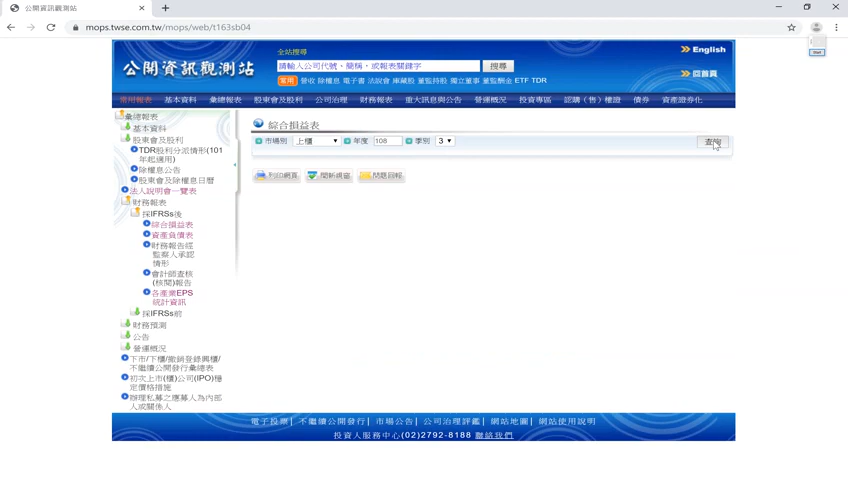 公開資訊觀測站
mops.twse.com.tw/mops/web/t163sb04
全站搜尋
English
公開資訊觀測站
請輸入公司代號、簡稱、或報表關鍵字
搜尋
回首頁
常用 營收 除權息 電子書 法說會 庫藏股 董監持股 獨立董事 董監酬金 ETF TDR
常用報表 基本資料 彙總報表 股東會及股利 公司治理 財務報表 重大訊息與公告 營運概況 投資專區 認購（售）權證 債券 資產證券化
彙總報表
基本資料
股東會及股利
TDR股利分派情形(101
年起適用)
除權息公告
股東會及除權息日曆
法人說明會一覽表
財務報表
採IFRSs後
綜合損益表
資產負債表
財務報告經
監察人承認
情形
會計師查核
(核閱)報告
各產業EPS
統計資訊
採IFRSs前
財務預測
公告
營運概況
下市/下櫃/撤銷登錄興櫃/
不繼續公開發行彙總表
初次上市(櫃)公司(IPO)穩
定價格措施
辦理私募之應募人為內部
人或關係人
綜合損益表
市場別 上櫃 年度 108 季別 3
查詢
列印網頁 開新視窗 問題回報
電子投票| 不繼續公開發行| 市場公告| 公司治理評鑑| 網站地圖| 網站使用說明
投資人服務中心(02)2792-8188 聯絡我們